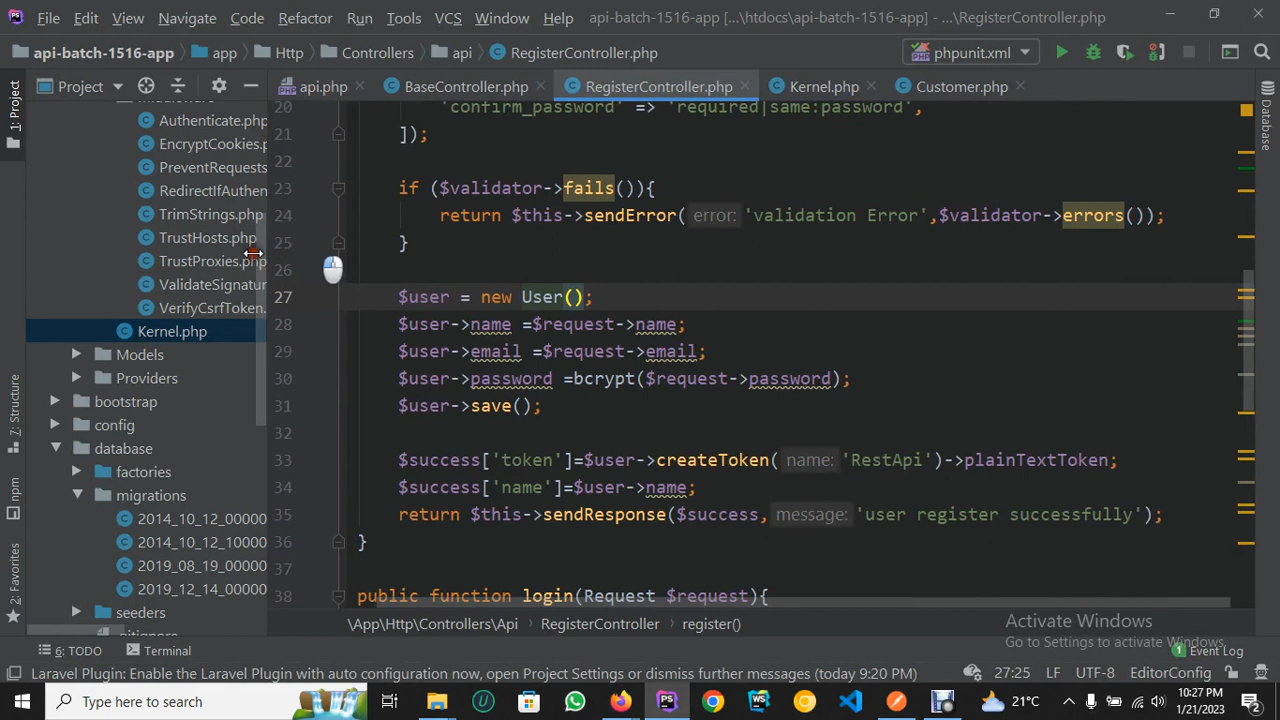 File Edit View Navigate Code Refactor Run Tools VCS Window Help api-batch-1516-app [...\htdocs\api-batch-1516-app] - ...\RegisterController.php
api-batch-1516-app app Http Controllers api RegisterController.php phpunit.xml
1: Project
Project api.php BaseController.php RegisterController.php Kernel.php Customer.php
Database
Authenticate.php
EncryptCookies.p
PreventRequests
RedirectIfAuthen
TrimStrings.php
TrustHosts.php
TrustProxies.php
ValidateSignatur
VerifyCsrfToken.
Kernel.php
Models
Providers
bootstrap
config
database
factories
migrations
2014_10_12_00000
2014_10_12_10000
2019_08_19_00000
2019_12_14_00000
seeders
.gitignore
Z: Structure
npm
2: Favorites
20 'confirm_password' => 'required|same:password',
21 ]);
22
23 if ($validator->fails()){
24 return $this->sendError( error: 'validation Error',$validator->errors());
25 }
26
27 $user = new User();
28 $user->name =$request->name;
29 $user->email =$request->email;
30 $user->password =bcrypt($request->password);
31 $user->save();
32
33 $success['token']=$user->createToken( name: 'RestApi')->plainTextToken;
34 $success['name']=$user->name;
35 return $this->sendResponse($success, message: 'user register successfully');
36 }
37
38 public function login(Request $request){
\App\Http\Controllers\Api RegisterController register()
Activate Windows
Go to Settings to activate Windows.
6: TODO Terminal 1 Event Log
Laravel Plugin with auto configuration now, open Project Settings or dismiss further messages (today 9:20 PM) 27:25 LF UTF-8 EditorConfig
Type here to search 21°C 10:27 PM
1/21/2023 2